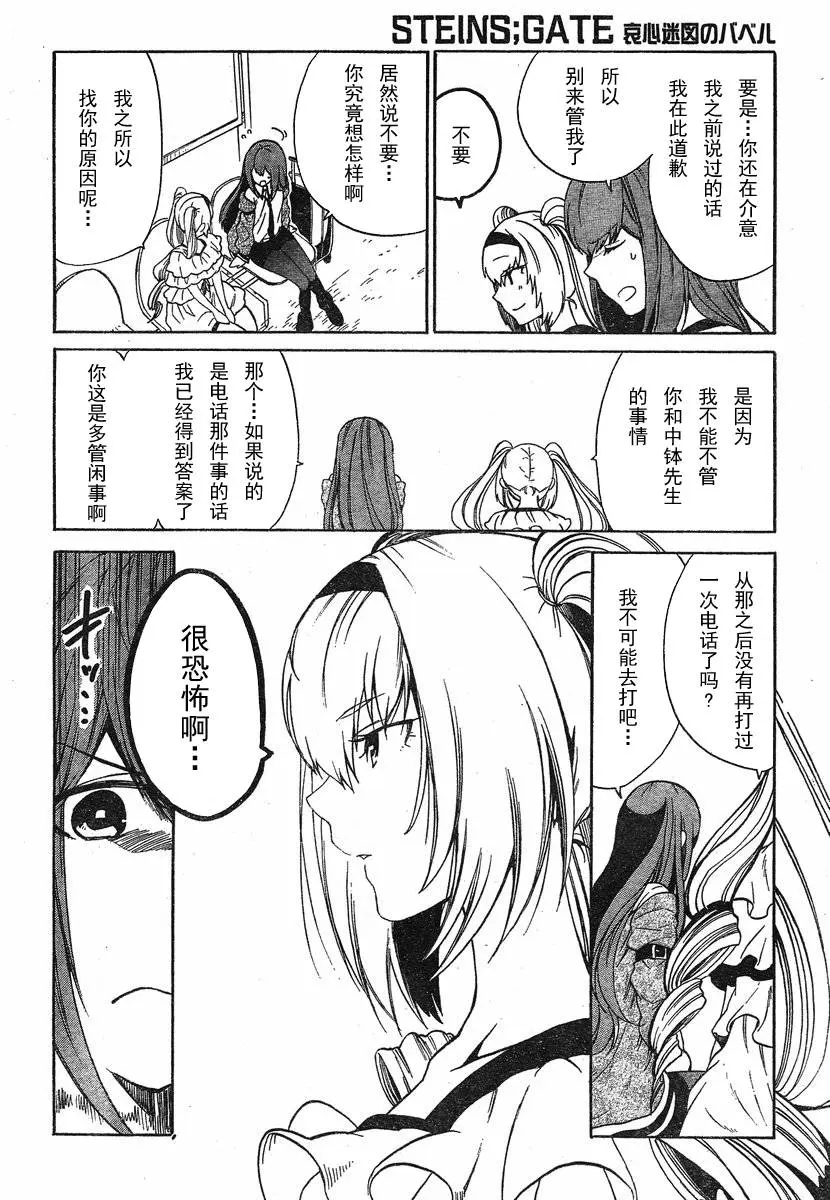 STEINS;GATE 哀心迷図のバベル
要是…你还在介意
我之前说过的话
我在此道歉
所以
别来管我了
不要
居然说不要…
你究竟想怎样啊
我之所以
找你的原因呢…
是因为
我不能不管
你和中钵先生
的事情
那个…如果说的
是电话那件事的话
我已经得到答案了
你这是多管闲事啊
从那之后没有再打过
一次电话了吗?
我不可能去打吧…
很恐怖啊…